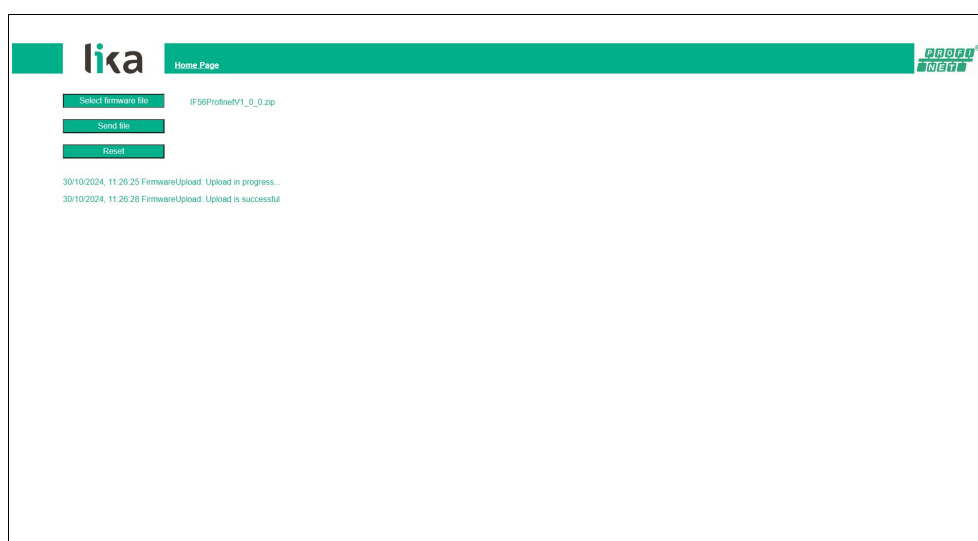 lika
Home Page
PROFI®
NET
Select firmware file
IF56ProfinetV1_0_0.zip
Send file
Reset
30/10/2024, 11:26:25 FirmwareUpload: Upload in progress...
30/10/2024, 11:26:28 FirmwareUpload: Upload is successful